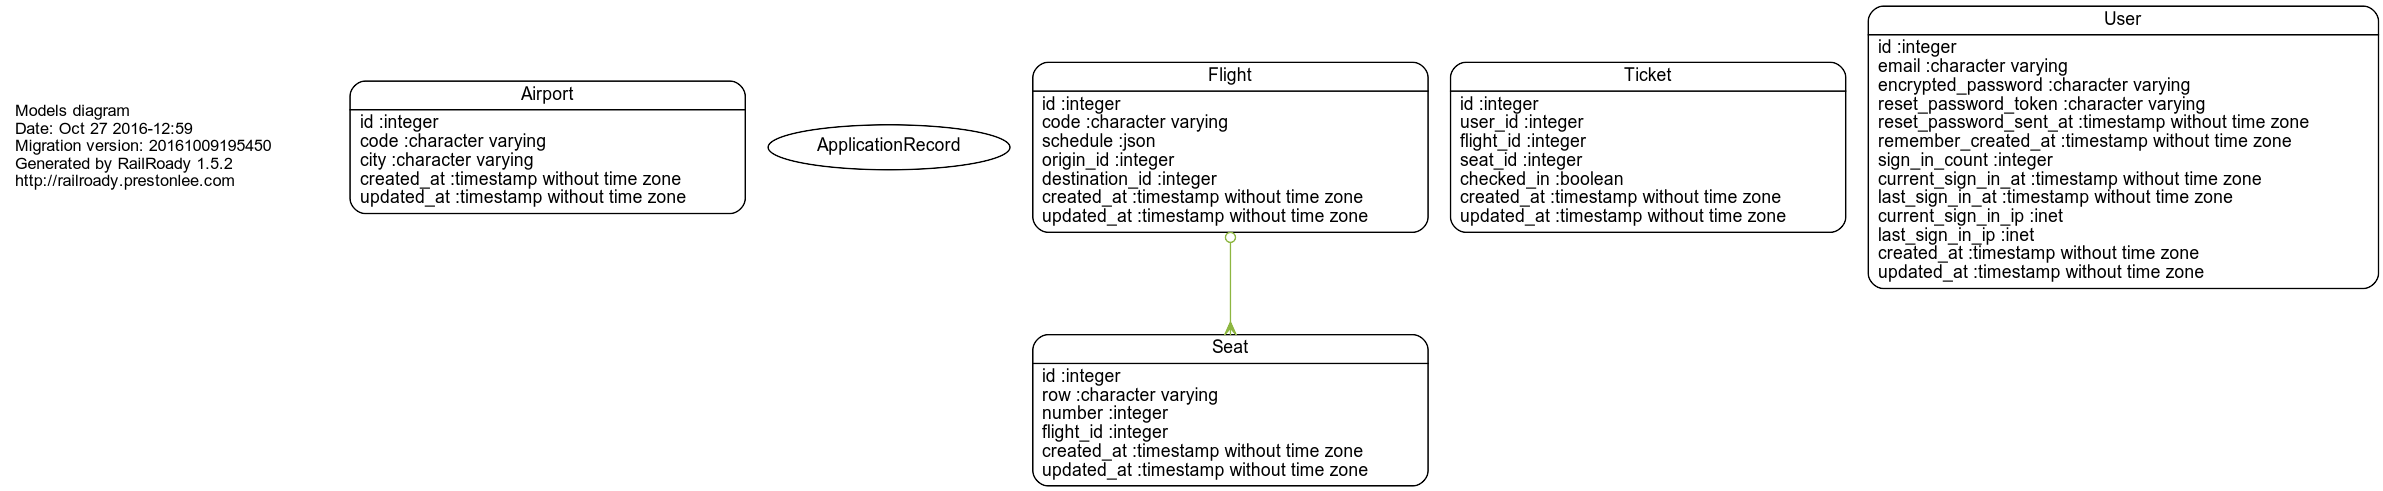 Models diagram
Date: Oct 27 2016-12:59
Migration version: 20161009195450
Generated by RailRoady 1.5.2
http://railroady.prestonlee.com
Airport
id :integer
code :character varying
city :character varying
created_at :timestamp without time zone
updated_at :timestamp without time zone
ApplicationRecord
Flight
id :integer
code :character varying
schedule :json
origin_id :integer
destination_id :integer
created_at :timestamp without time zone
updated_at :timestamp without time zone
Ticket
id :integer
user_id :integer
flight_id :integer
seat_id :integer
checked_in :boolean
created_at :timestamp without time zone
updated_at :timestamp without time zone
User
id :integer
email :character varying
encrypted_password :character varying
reset_password_token :character varying
reset_password_sent_at :timestamp without time zone
remember_created_at :timestamp without time zone
sign_in_count :integer
current_sign_in_at :timestamp without time zone
last_sign_in_at :timestamp without time zone
current_sign_in_ip :inet
last_sign_in_ip :inet
created_at :timestamp without time zone
updated_at :timestamp without time zone
Seat
id :integer
row :character varying
number :integer
flight_id :integer
created_at :timestamp without time zone
updated_at :timestamp without time zone